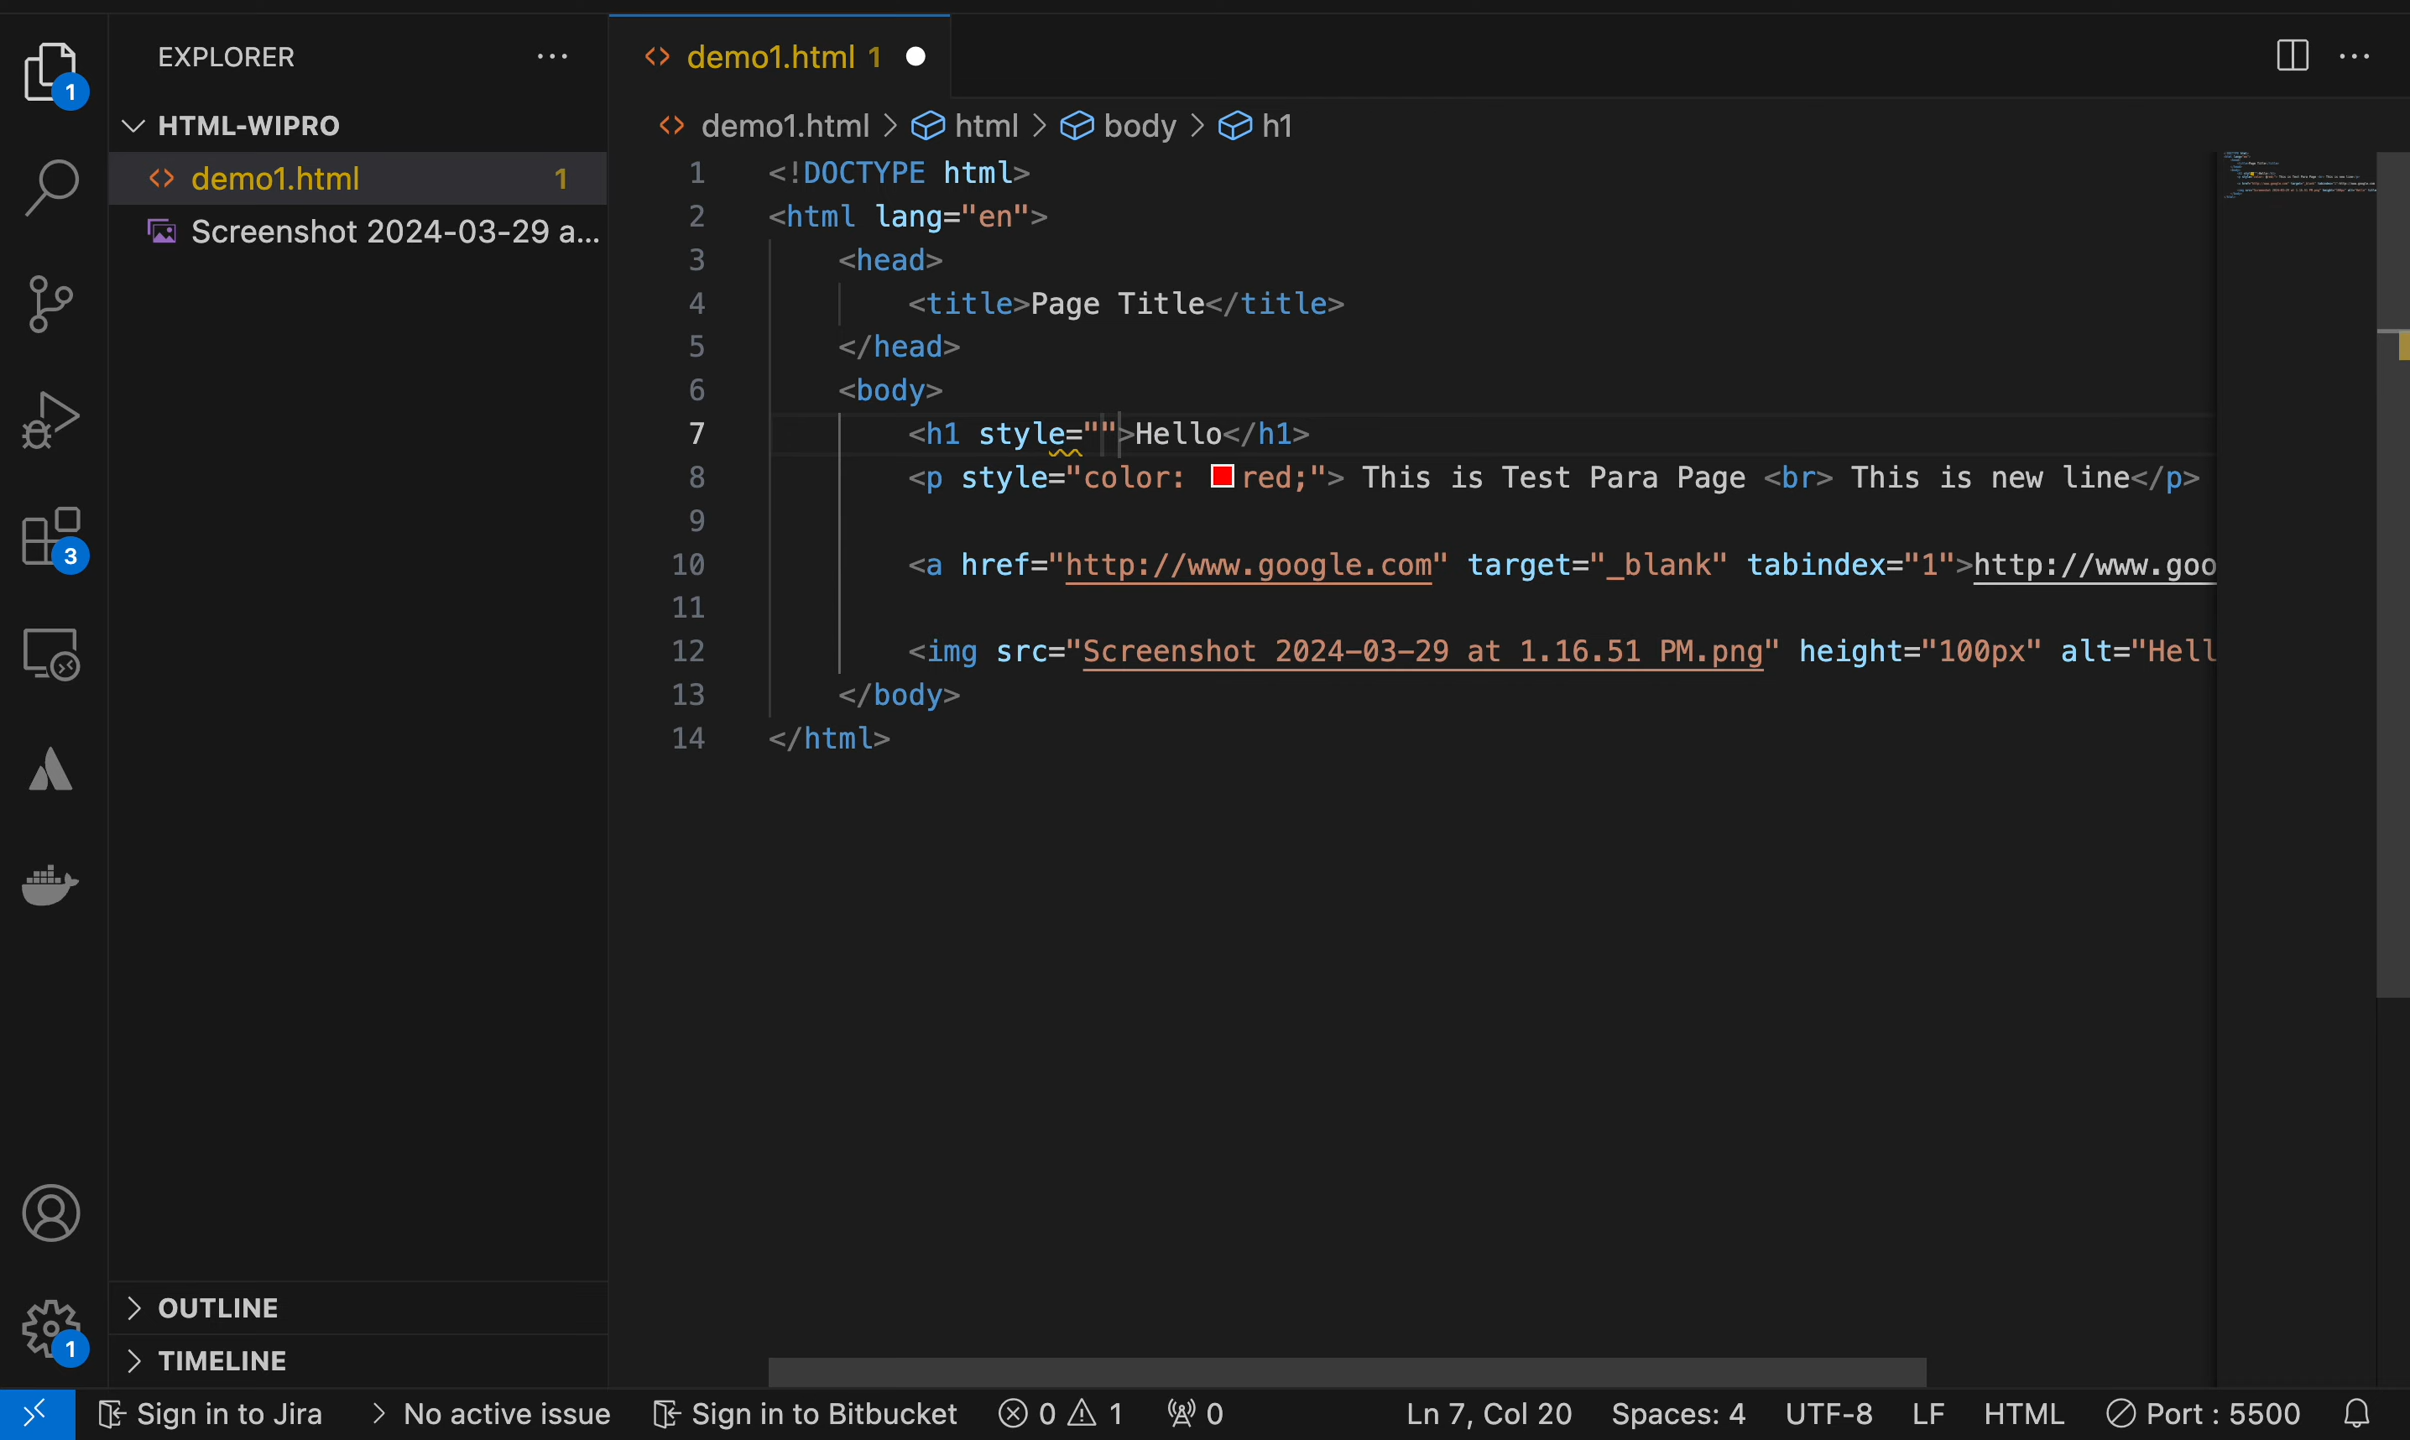 EXPLORER
HTML-WIPRO
demo1.html 1
Screenshot 2024-03-29 a...
OUTLINE
TIMELINE
demo1.html 1
demo1.html > html > body > h1
1 <!DOCTYPE html>
2 <html lang="en">
3 <head>
4 <title>Page Title</title>
5 </head>
6 <body>
7 <h1 style="">Hello</h1>
8 <p style="color: red;"> This is Test Para Page <br> This is new line</p>
9
10 <a href="http://www.google.com" target="_blank" tabindex="1">http://www.goo
11
12 <img src="Screenshot 2024-03-29 at 1.16.51 PM.png" height="100px" alt="Hell
13 </body>
14 </html>
1
3
1
Sign in to Jira > No active issue Sign in to Bitbucket 0 1 0 Ln 7, Col 20 Spaces: 4 UTF-8 LF HTML Port : 5500